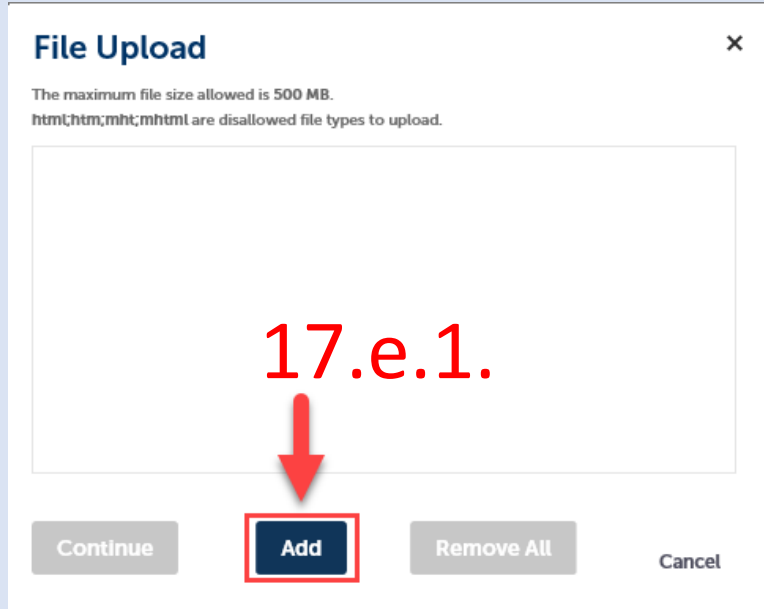 File Upload ×
The maximum file size allowed is 500 MB.
html;htm;mht;mhtml are disallowed file types to upload.
17.e.1.
Continue Add Remove All Cancel